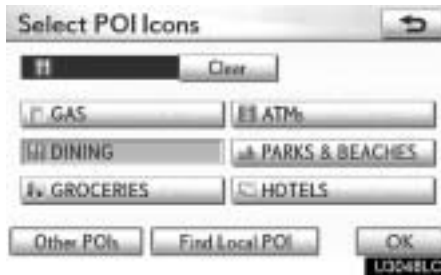 Select POI Icons
Clear
GAS
ATMs
DINING
PARKS & BEACHES
GROCERIES
HOTELS
Other POIs
Find Local POI
OK
U3048LC